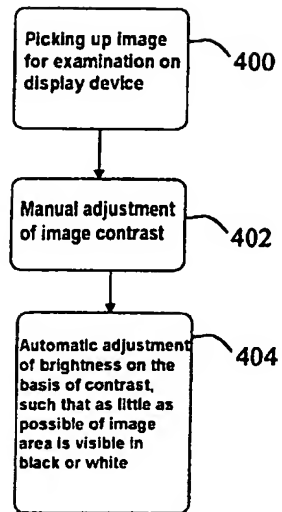 Picking up image
for examination on
display device
400
Manual adjustment
of image contrast
402
Automatic adjustment
of brightness on the
basis of contrast,
such that as little as
possible of image
area is visible in
black or white
404